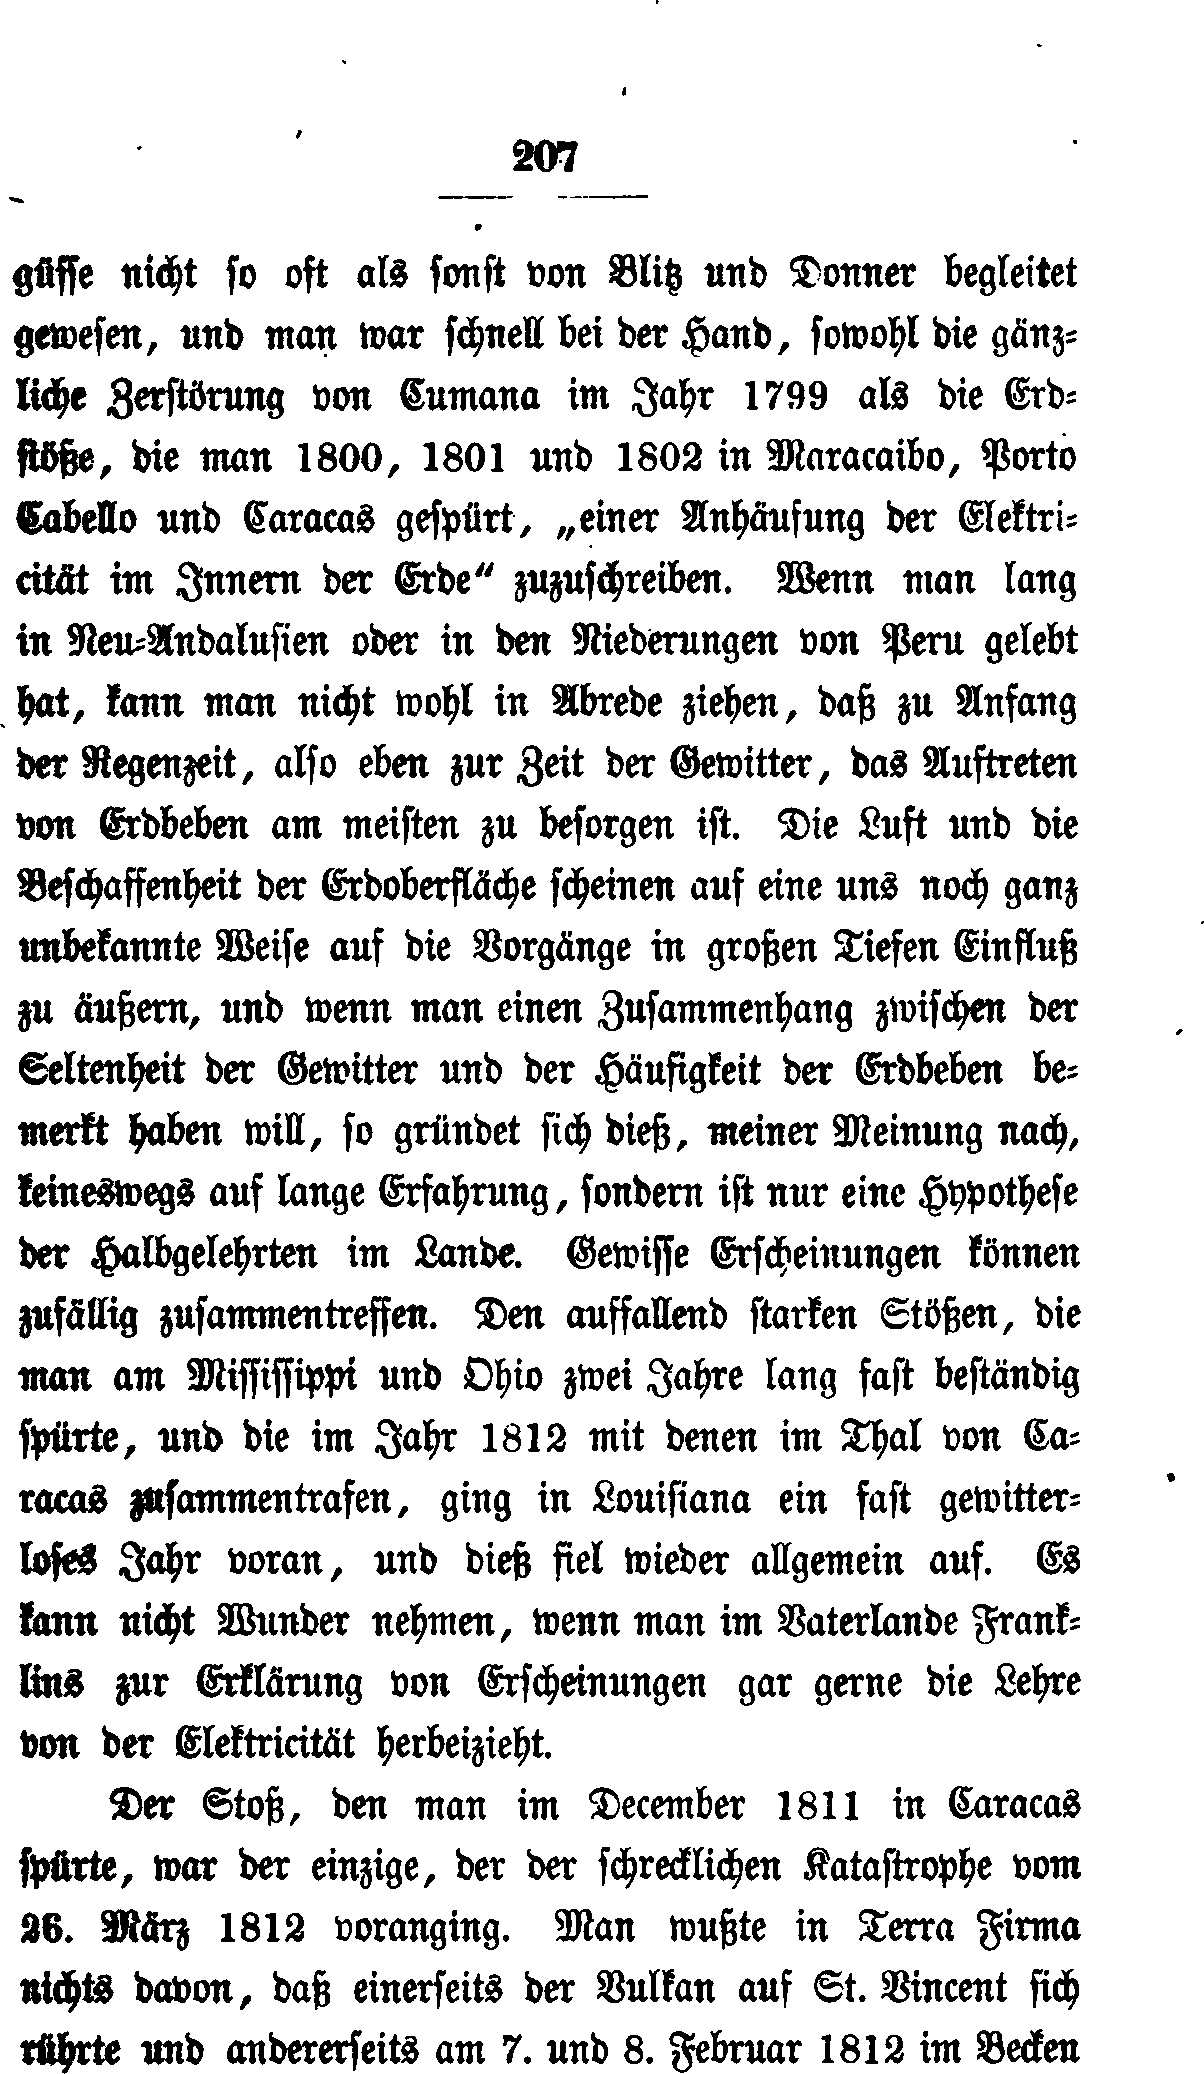 207
güsse nicht so oft als sonst von Blitz und Donner begleitet
gewesen, und man war schnell bei der Hand, sowohl die gänz-
liche Zerstörung von Cumana im Jahr 1799 als die Erd-
stöße, die man 1800, 1801 und 1802 in Maracaibo, Porto
Cabello und Caracas gespürt, „einer Anhäufung der Elektri-
cität im Innern der Erde“ zuzuschreiben. Wenn man lang
in Neu-Andalusien oder in den Niederungen von Peru gelebt
hat, kann man nicht wohl in Abrede ziehen, daß zu Anfang
der Regenzeit, also eben zur Zeit der Gewitter, das Auftreten
von Erdbeben am meisten zu besorgen ist. Die Luft und die
Beschaffenheit der Erdoberfläche scheinen auf eine uns noch ganz
unbekannte Weise auf die Vorgänge in großen Tiefen Einfluß
zu äußern, und wenn man einen Zusammenhang zwischen der
Seltenheit der Gewitter und der Häufigkeit der Erdbeben be-
merkt haben will, so gründet sich dieß, meiner Meinung nach,
keineswegs auf lange Erfahrung, sondern ist nur eine Hypothese
der Halbgelehrten im Lande. Gewisse Erscheinungen können
zufällig zusammentreffen. Den auffallend starken Stößen, die
man am Mississippi und Ohio zwei Jahre lang fast beständig
spürte, und die im Jahr 1812 mit denen im Thal von Ca-
racas zusammentrafen, ging in Louisiana ein fast gewitter-
loses Jahr voran, und dieß fiel wieder allgemein auf. Es
kann nicht Wunder nehmen, wenn man im Vaterlande Frank-
lins zur Erklärung von Erscheinungen gar gerne die Lehre
von der Elektricität herbeizieht.
Der Stoß, den man im December 1811 in Caracas
spürte, war der einzige, der der schrecklichen Katastrophe vom
26. März 1812 voranging. Man wußte in Terra Firma
nichts davon, daß einerseits der Vulkan auf St. Vincent sich
rührte und andererseits am 7. und 8. Februar 1812 im Becken